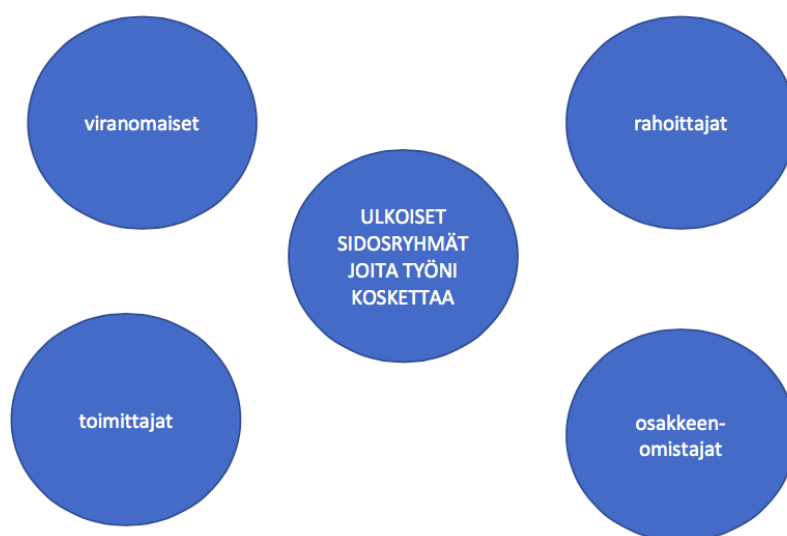 viranomaiset
rahoittajat
ULKOISET
SIDOSRYHMÄT
JOITA TYÖNI
KOSKETTAA
toimittajat
osakkeen-
omistajat